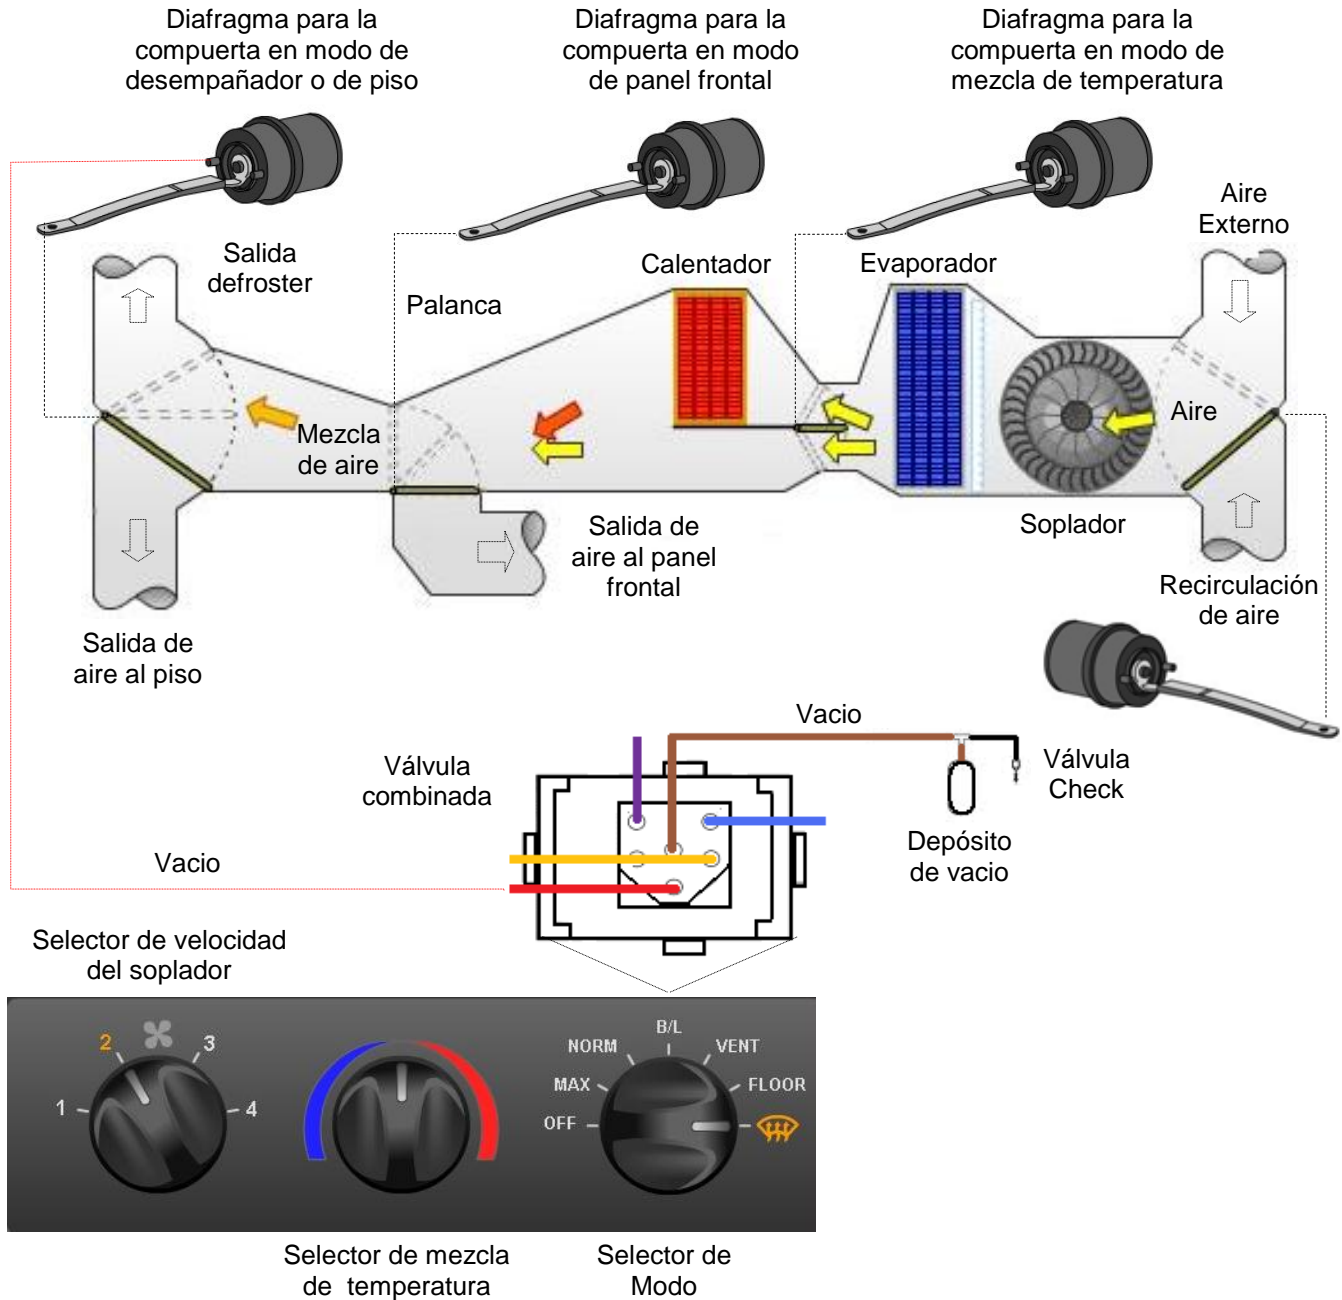 Diafragma para la
compuerta en modo de
desempañador o de piso
Diafragma para la
compuerta en modo
de panel frontal
Diafragma para la
compuerta en modo de
mezcla de temperatura
Aire
Externo
Salida
defroster
Calentador
Evaporador
Palanca
Mezcla
de aire
Aire
Salida de
aire al panel
frontal
Soplador
Recirculación
de aire
Salida de
aire al piso
Vacio
Válvula
combinada
Válvula
Check
Depósito
de vacio
Vacio
Selector de velocidad
del soplador
1
2
3
4
OFF
MAX
NORM
B/L
VENT
FLOOR
Selector de mezcla
de temperatura
Selector de
Modo